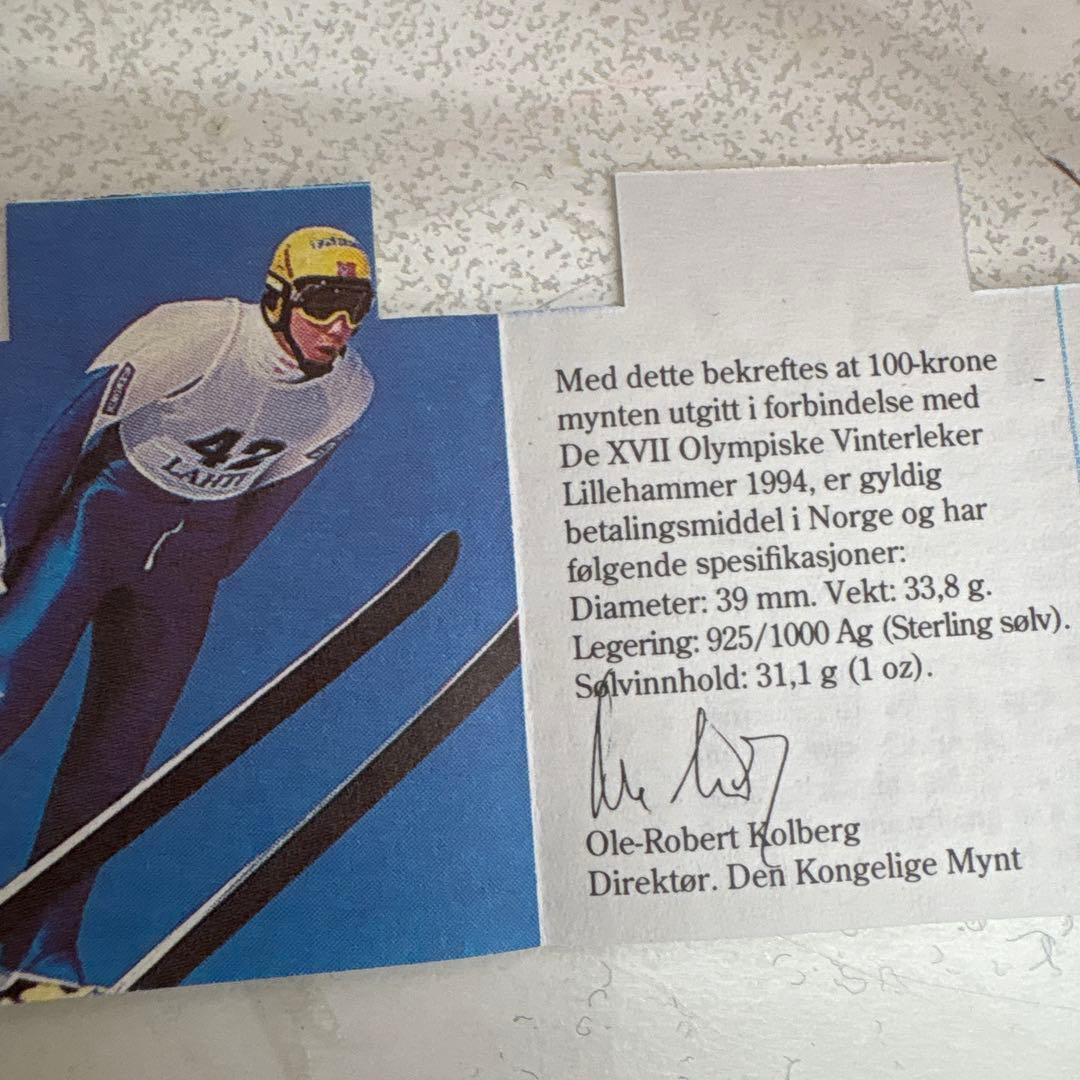 42
LAHTI
Med dette bekreftes at 100-krone
mynten utgitt i forbindelse med
De XVII Olympiske Vinterleker
Lillehammer 1994, er gyldig
betalingsmiddel i Norge og har
følgende spesifikasjoner:
Diameter: 39 mm. Vekt: 33,8 g.
Legering: 925/1000 Ag (Sterling sølv).
Sølvinnhold: 31,1 g (1 oz).
Ole-Robert Kolberg
Direktør. Den Kongelige Mynt